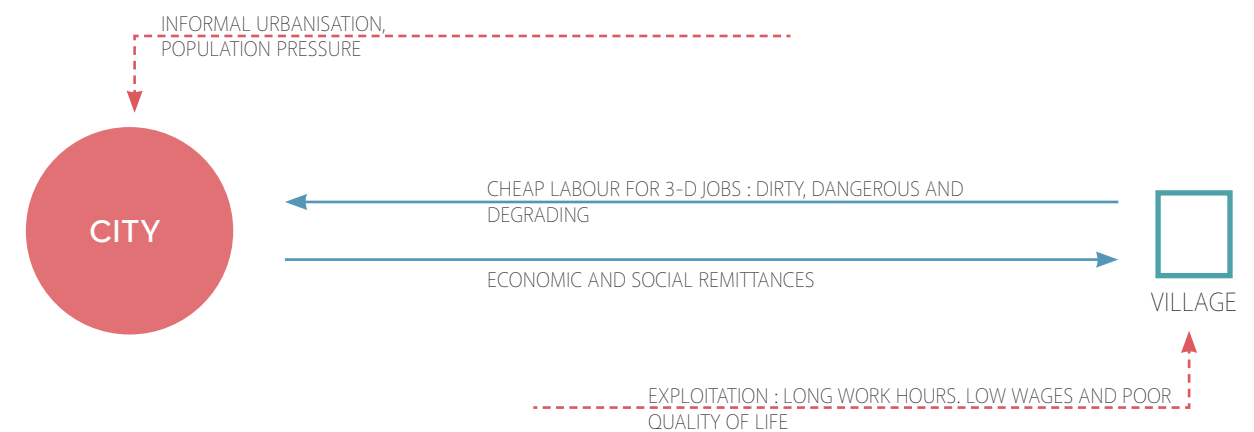 INFORMAL URBANISATION,
POPULATION PRESSURE
CITY
CHEAP LABOUR FOR 3-D JOBS : DIRTY, DANGEROUS AND
DEGRADING
ECONOMIC AND SOCIAL REMITTANCES
VILLAGE
EXPLOITATION : LONG WORK HOURS. LOW WAGES AND POOR
QUALITY OF LIFE